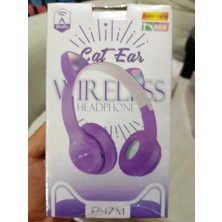 Cat Ear
WIRELESS
HEADPHONE
P47M